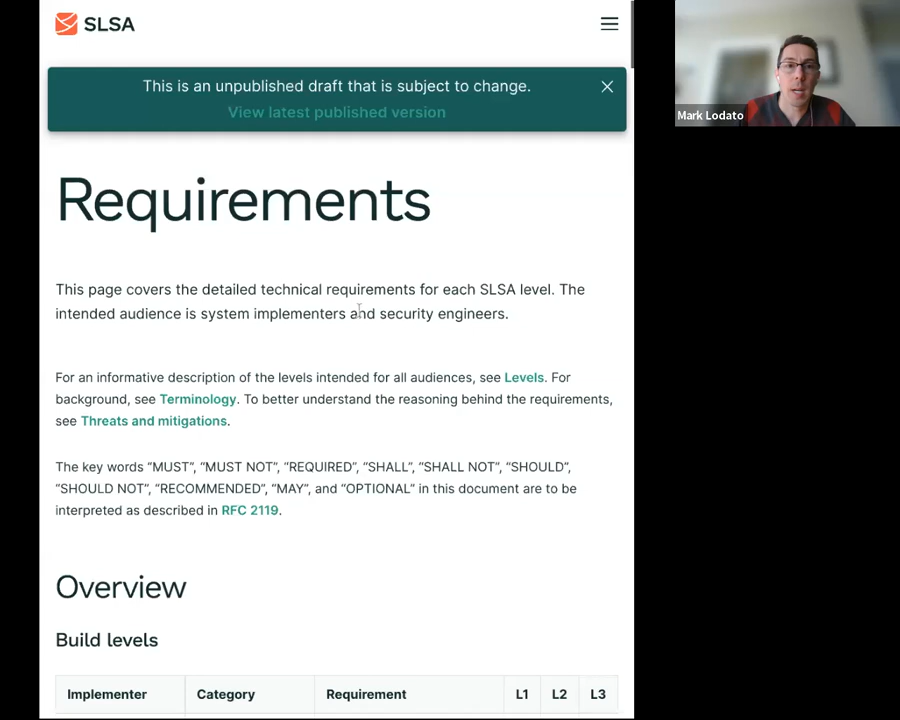 SLSA
This is an unpublished draft that is subject to change.
View latest published version
Mark Lodato
Requirements
This page covers the detailed technical requirements for each SLSA level. The
intended audience is system implementers and security engineers.
For an informative description of the levels intended for all audiences, see Levels. For
background, see Terminology. To better understand the reasoning behind the requirements,
see Threats and mitigations.
The key words “MUST”, “MUST NOT”, “REQUIRED”, “SHALL”, “SHALL NOT”, “SHOULD”,
“SHOULD NOT”, “RECOMMENDED”, “MAY”, and “OPTIONAL” in this document are to be
interpreted as described in RFC 2119.
Overview
Build levels
Implementer Category Requirement L1 L2 L3